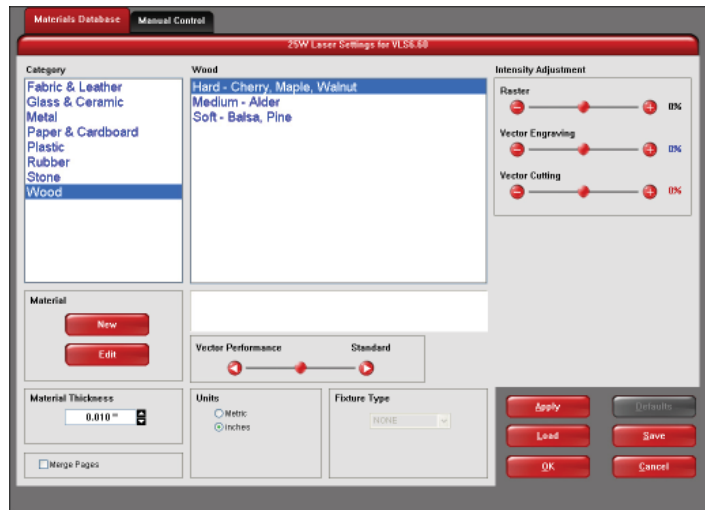 Materials Database
Manual Control
25W Laser Settings for VLS6.60
Category
Fabric & Leather
Glass & Ceramic
Metal
Paper & Cardboard
Plastic
Rubber
Stone
Wood
Wood
Hard - Cherry, Maple, Walnut
Medium - Alder
Soft - Balsa, Pine
Intensity Adjustment
Raster
0%
Vector Engraving
0%
Vector Cutting
0%
Material
New
Edit
Vector Performance
Standard
Material Thickness
0.010 "
Merge Pages
Units
Metric
Inches
Fixture Type
NONE
Apply
Defaults
Load
Save
OK
Cancel